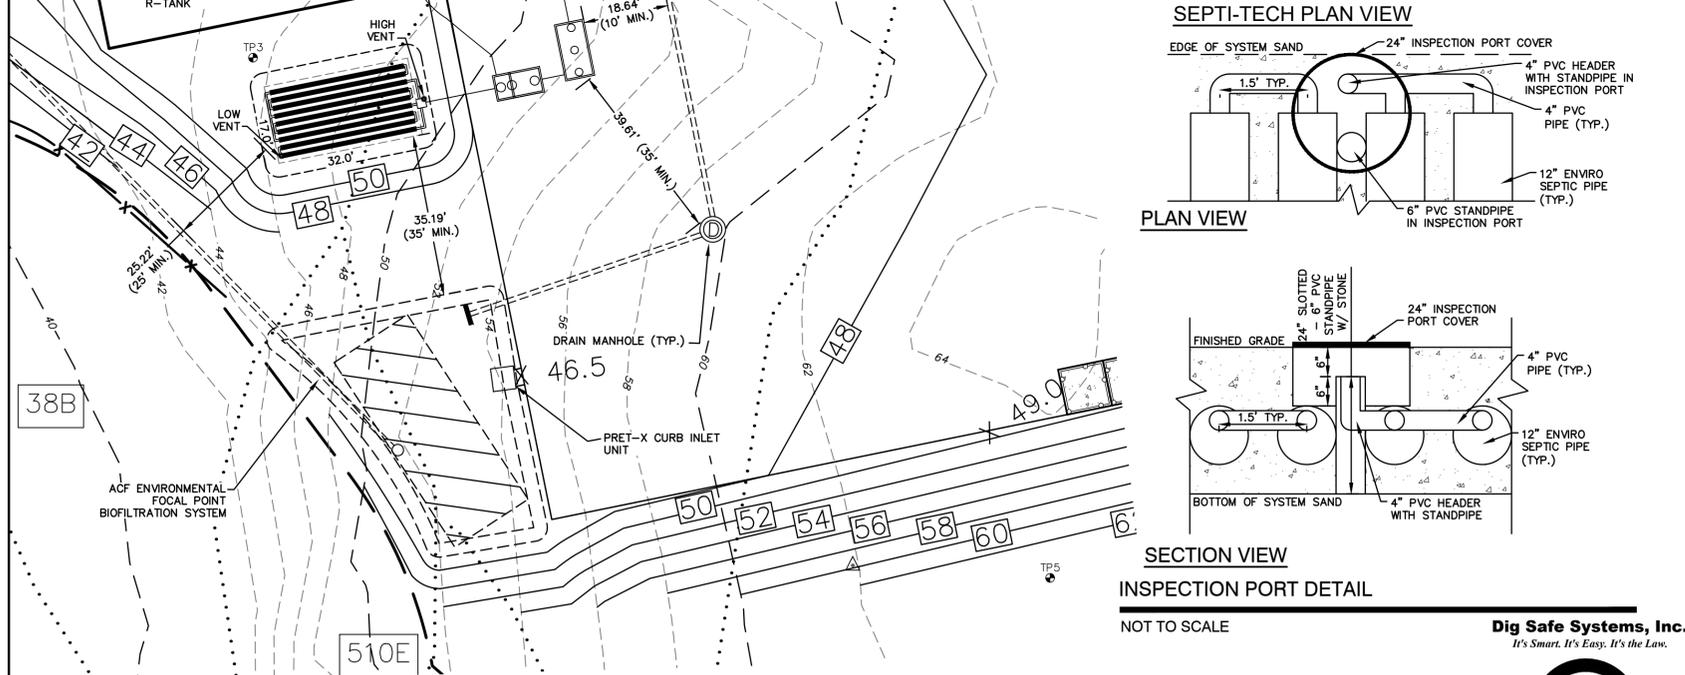 R-TANK
TP3
HIGH
VENT
LOW
VENT
17.0'
32.0'
18.64'
(10' MIN.)
39.61'
(35' MIN.)
42
44
46
50
48
35.19'
(35' MIN.)
25.22'
(25' MIN.)
40
42
44
46
48
50
52
54
56
58
60
62
64
D
DRAIN MANHOLE (TYP.)
46.5
48
49.0
38B
PRET-X CURB INLET
UNIT
ACF ENVIRONMENTAL
FOCAL POINT
BIOFILTRATION SYSTEM
50
52
54
56
58
60
TP5
510E
SEPTI-TECH PLAN VIEW
EDGE OF SYSTEM SAND
24" INSPECTION PORT COVER
1.5' TYP.
4" PVC HEADER
WITH STANDPIPE IN
INSPECTION PORT
4" PVC
PIPE (TYP.)
12" ENVIRO
SEPTIC PIPE
(TYP.)
6" PVC STANDPIPE
IN INSPECTION PORT
PLAN VIEW
24" SLOTTED
- 6" PVC
STANDPIPE
W/ STONE
24" INSPECTION
PORT COVER
FINISHED GRADE
6"
6"
4" PVC
PIPE (TYP.)
1.5' TYP.
12" ENVIRO
SEPTIC PIPE
(TYP.)
BOTTOM OF SYSTEM SAND
4" PVC HEADER
WITH STANDPIPE
SECTION VIEW
INSPECTION PORT DETAIL
NOT TO SCALE
Dig Safe Systems, Inc.
It's Smart. It's Easy. It's the Law.